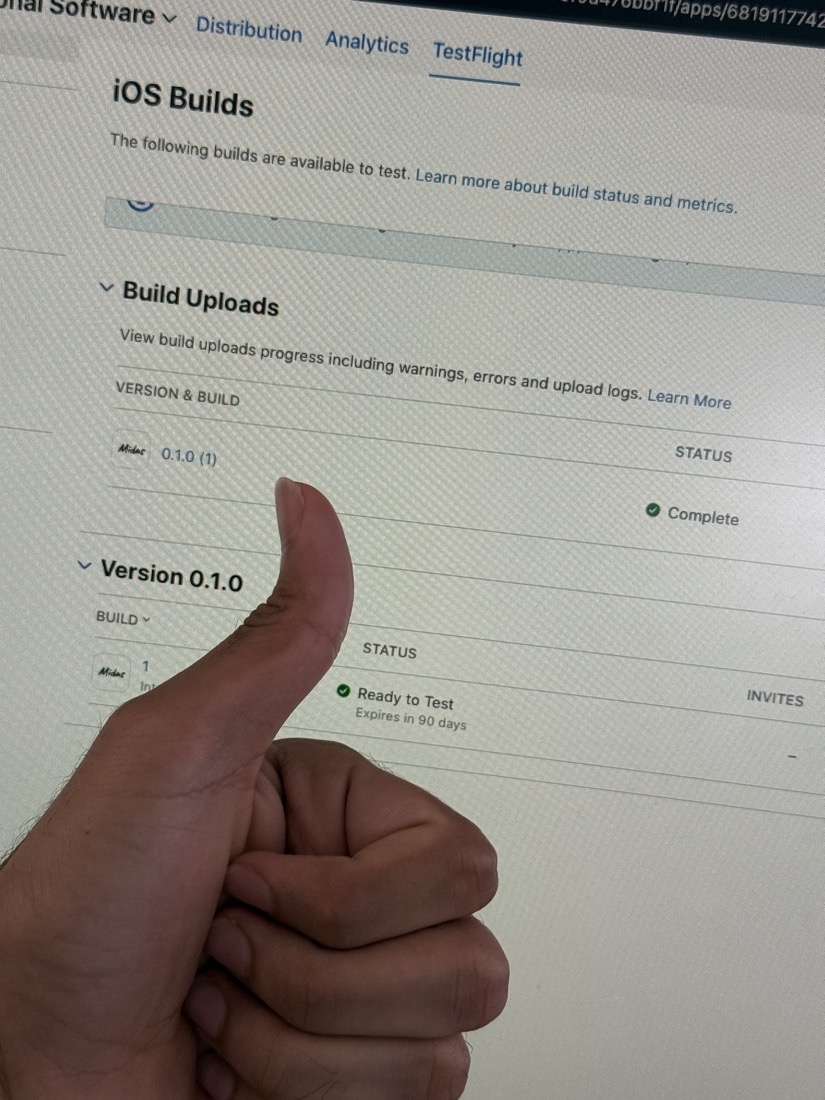 Software
bbf1f/apps/6819117742
Distribution
Analytics
TestFlight
iOS Builds
The following builds are available to test. Learn more about build status and metrics.
Build Uploads
View build uploads progress including warnings, errors and upload logs. Learn More
VERSION & BUILD
STATUS
Midas 0.1.0 (1)
Complete
Version 0.1.0
BUILD
STATUS
INVITES
Midas 1
Ready to Test
Expires in 90 days
–